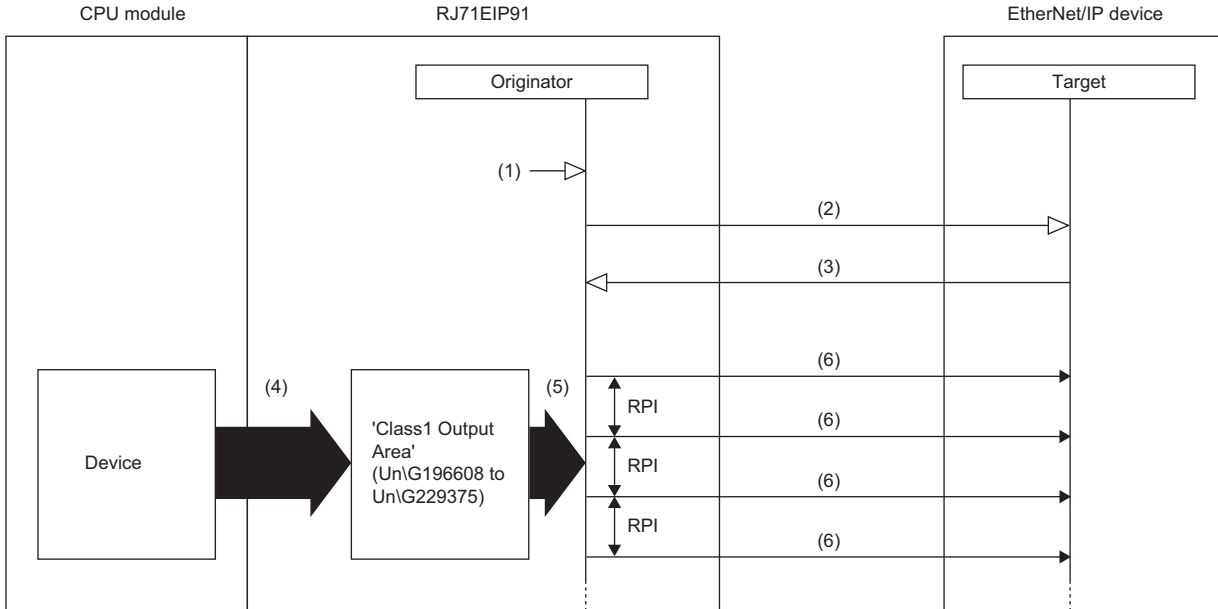 CPU module
RJ71EIP91
EtherNet/IP device
Originator
Target
(1)
(2)
(3)
(4)
(5)
(6)
RPI
(6)
RPI
(6)
RPI
(6)
Device
'Class1 Output
Area'
(Un\G196608 to
Un\G229375)